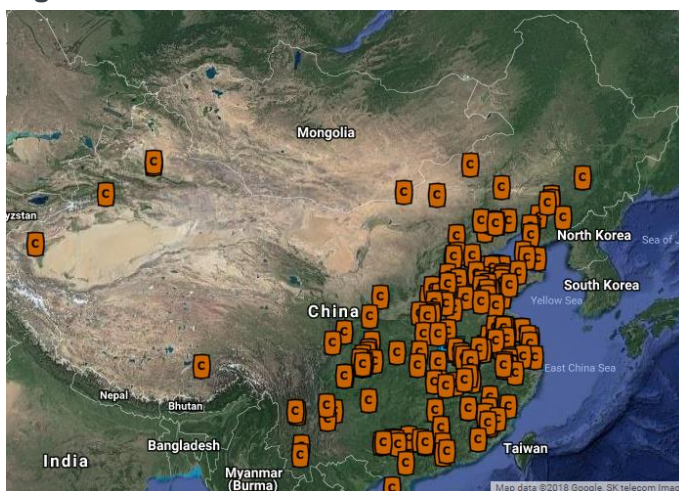 Mongolia
yzstan
North Korea
Sea of J
South Korea
China
Yellow Sea
East China Sea
Nepal
Bhutan
Bangladesh
Taiwan
India
Myanmar
(Burma)
Map data ©2018 Google, SK telecom Imag